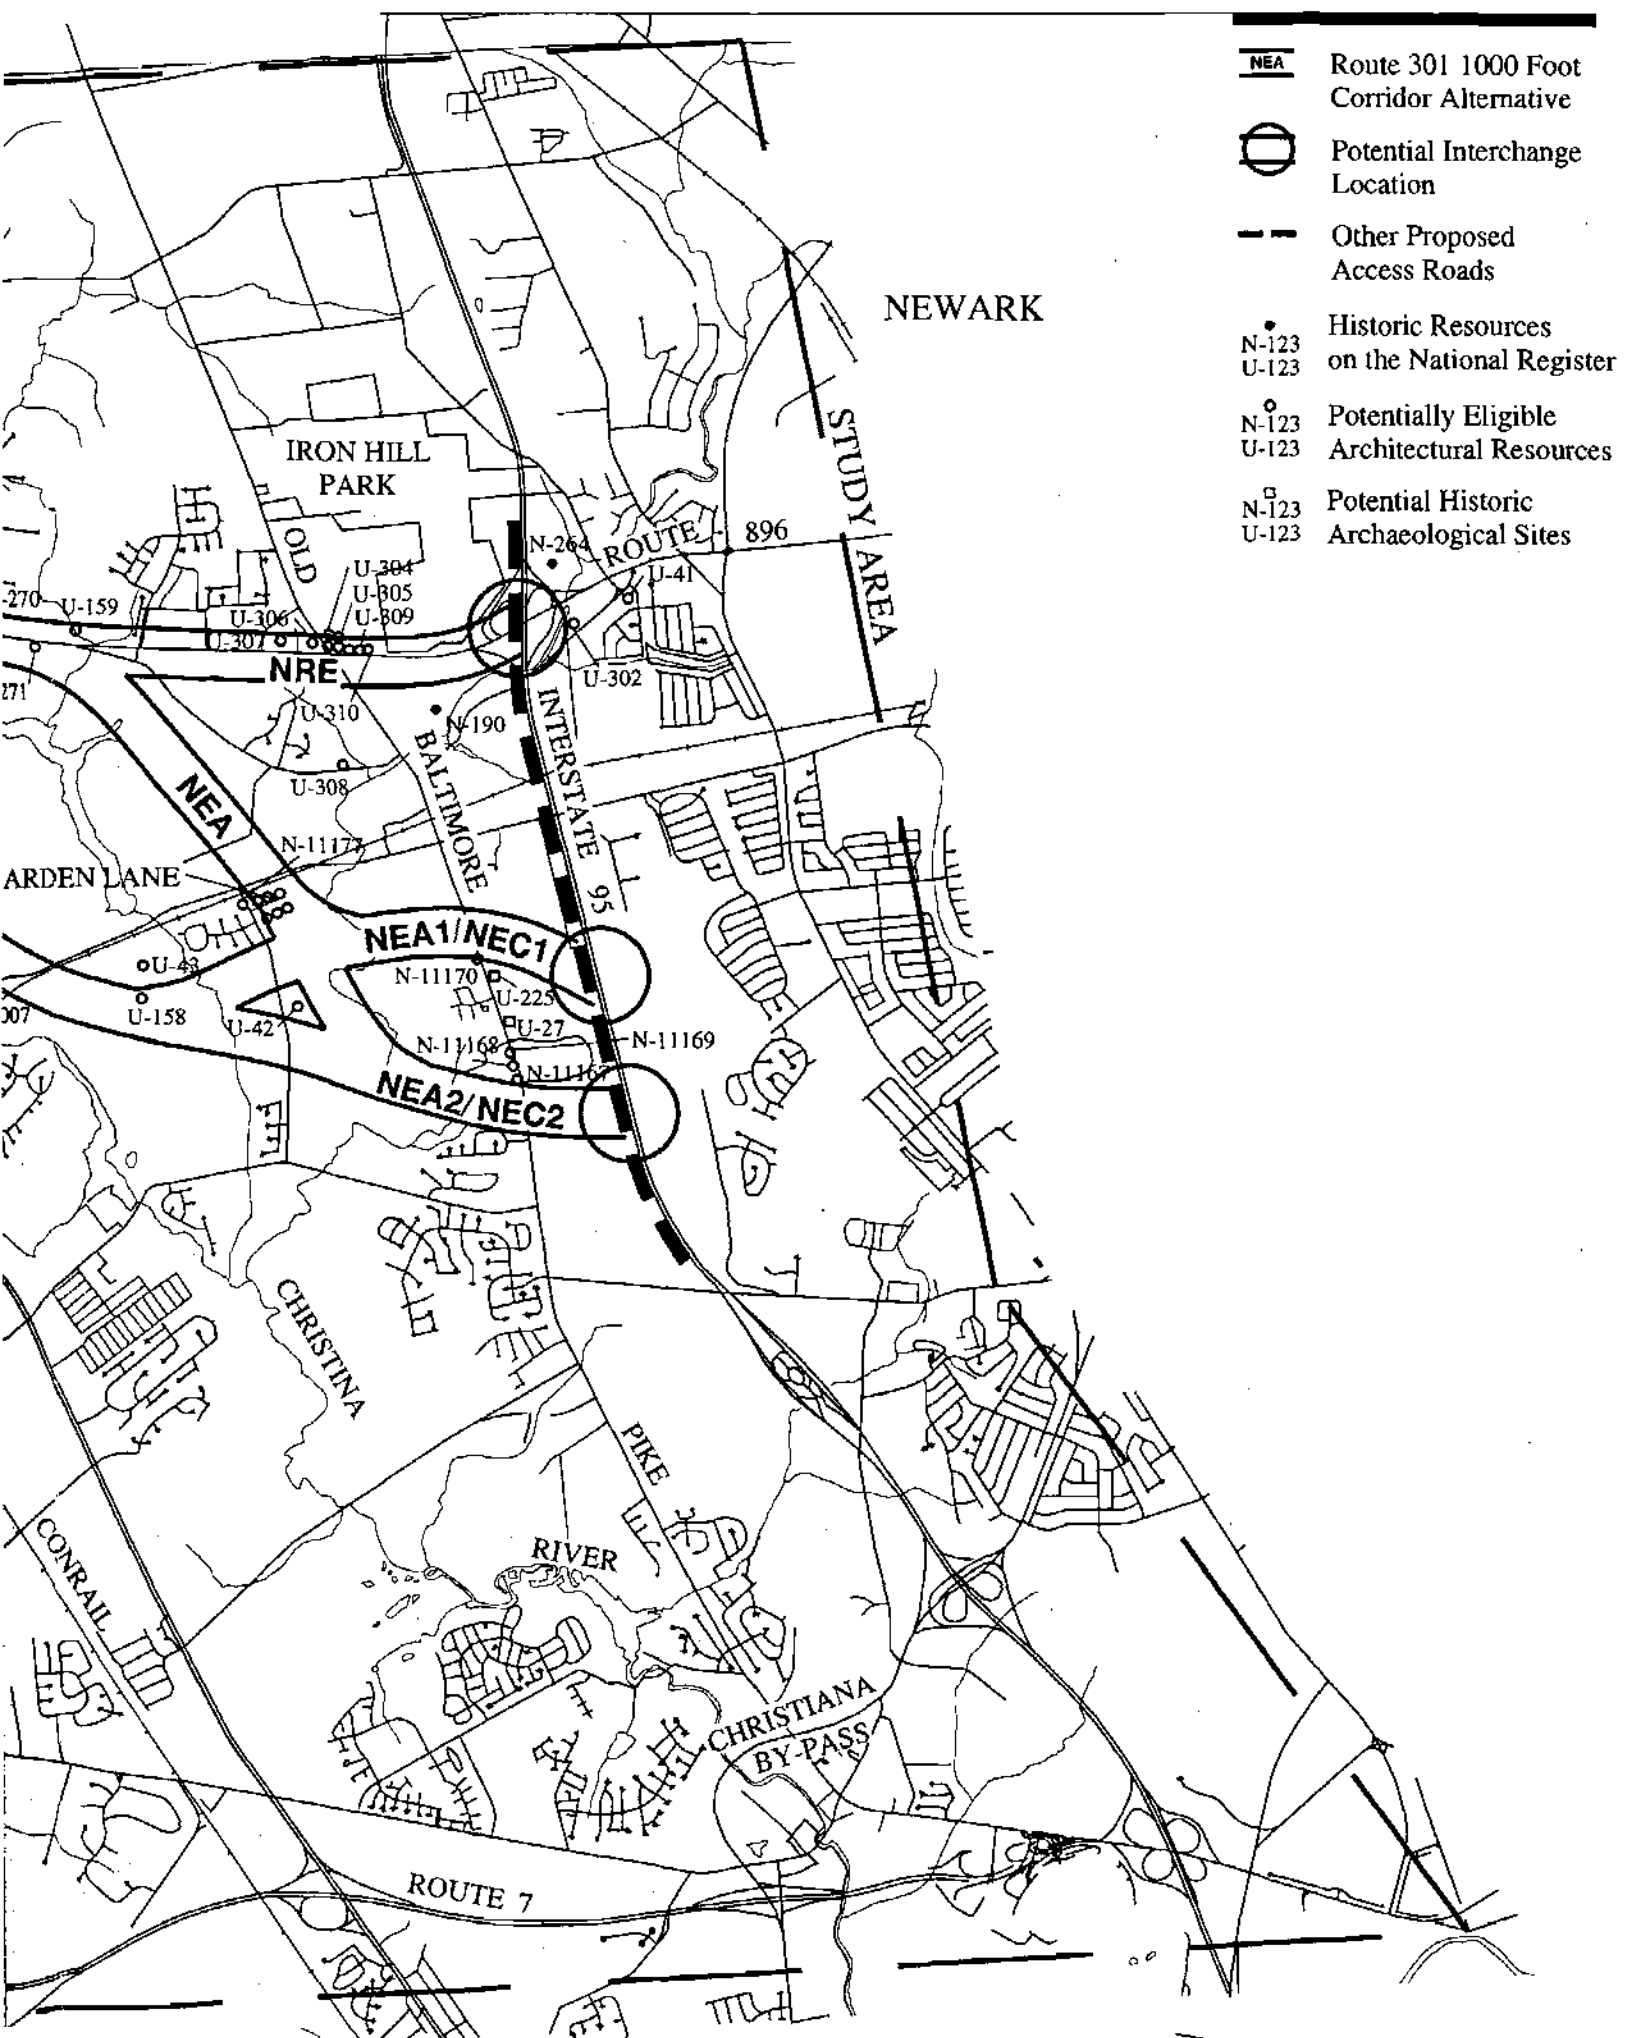 NEA
Route 301 1000 Foot
Corridor Alternative
Potential Interchange
Location
Other Proposed
Access Roads
N-123
U-123
Historic Resources
on the National Register
N-123
U-123
Potentially Eligible
Architectural Resources
N-123
U-123
Potential Historic
Archaeological Sites
NEWARK
STUDY AREA
IRON HILL
PARK
OLD
N-264
ROUTE
896
U-41
U-304
U-305
U-309
-270
U-159
U-306
U-307
NRE
U-302
271
U-310
N-190
BALTIMORE
INTERSTATE
95
U-308
NEA
N-11177
ARDEN LANE
NEA1/NEC1
U-43
N-11170
U-225
007
U-158
U-42
U-27
N-11168
N-11169
N-11167
NEA2/NEC2
CHRISTINA
PIKE
CONRAIL
RIVER
CHRISTIANA
BY-PASS
ROUTE 7